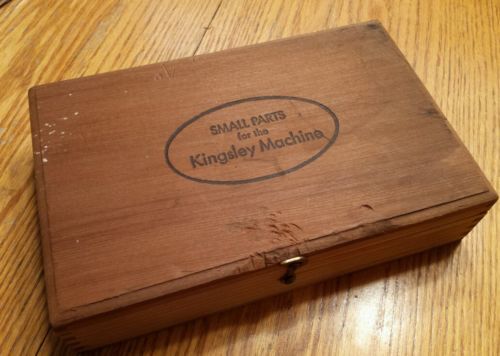 SMALL PARTS
for the
Kingsley Machine